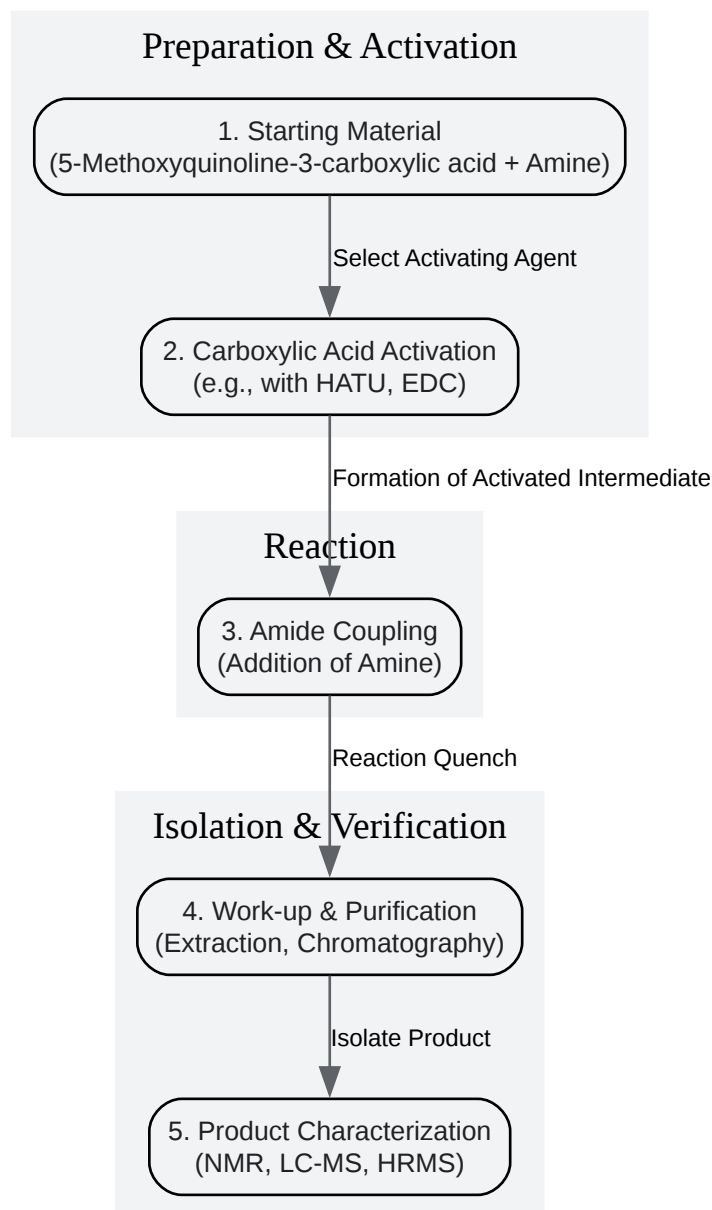 Preparation & Activation
1. Starting Material
(5-Methoxyquinoline-3-carboxylic acid + Amine)
Select Activating Agent
2. Carboxylic Acid Activation
(e.g., with HATU, EDC)
Formation of Activated Intermediate
Reaction
3. Amide Coupling
(Addition of Amine)
Reaction Quench
Isolation & Verification
4. Work-up & Purification
(Extraction, Chromatography)
Isolate Product
5. Product Characterization
(NMR, LC-MS, HRMS)